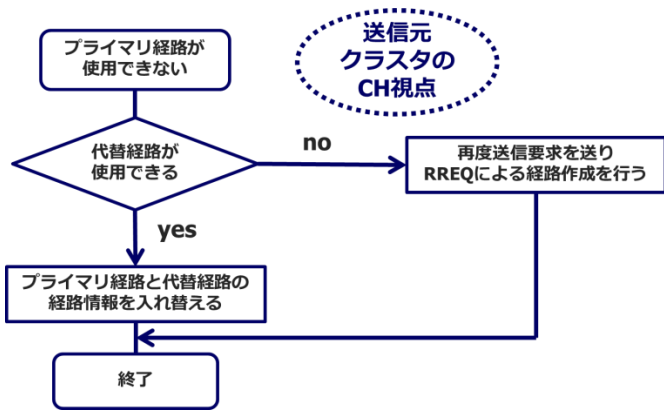 プライマリ経路が
使用できない
送信元
クラスタの
CH視点
代替経路が
使用できる
no
再度送信要求を送り
RREQによる経路作成を行う
yes
プライマリ経路と代替経路の
経路情報を入れ替える
終了